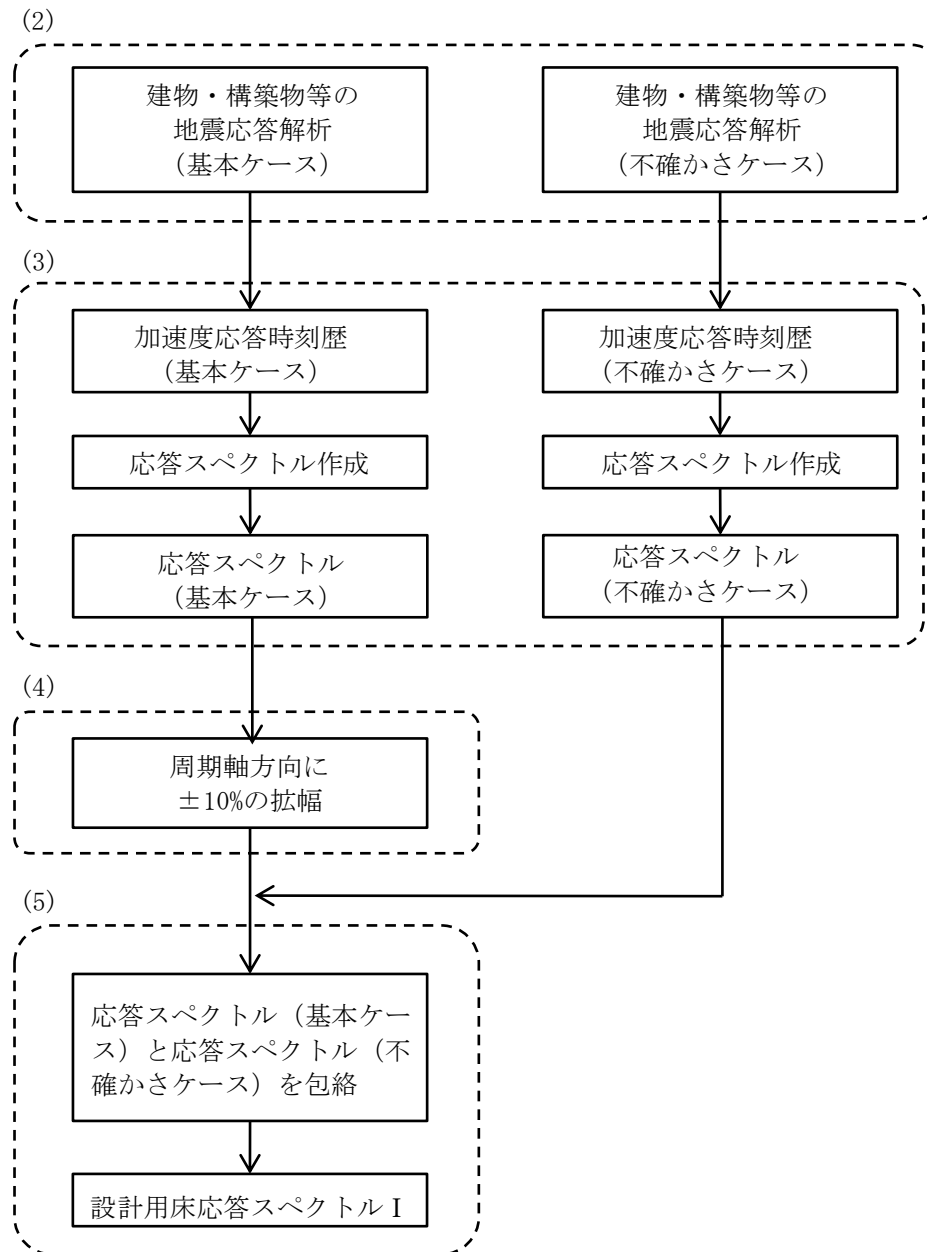 (2)
建物・構築物等の
地震応答解析
（基本ケース）
建物・構築物等の
地震応答解析
（不確かさケース）
(3)
加速度応答時刻歴
（基本ケース）
加速度応答時刻歴
（不確かさケース）
応答スペクトル作成
応答スペクトル作成
応答スペクトル
（基本ケース）
応答スペクトル
（不確かさケース）
(4)
周期軸方向に
±10%の拡幅
(5)
応答スペクトル（基本ケー
ス）と応答スペクトル（不
確かさケース）を包絡
設計用床応答スペクトルⅠ